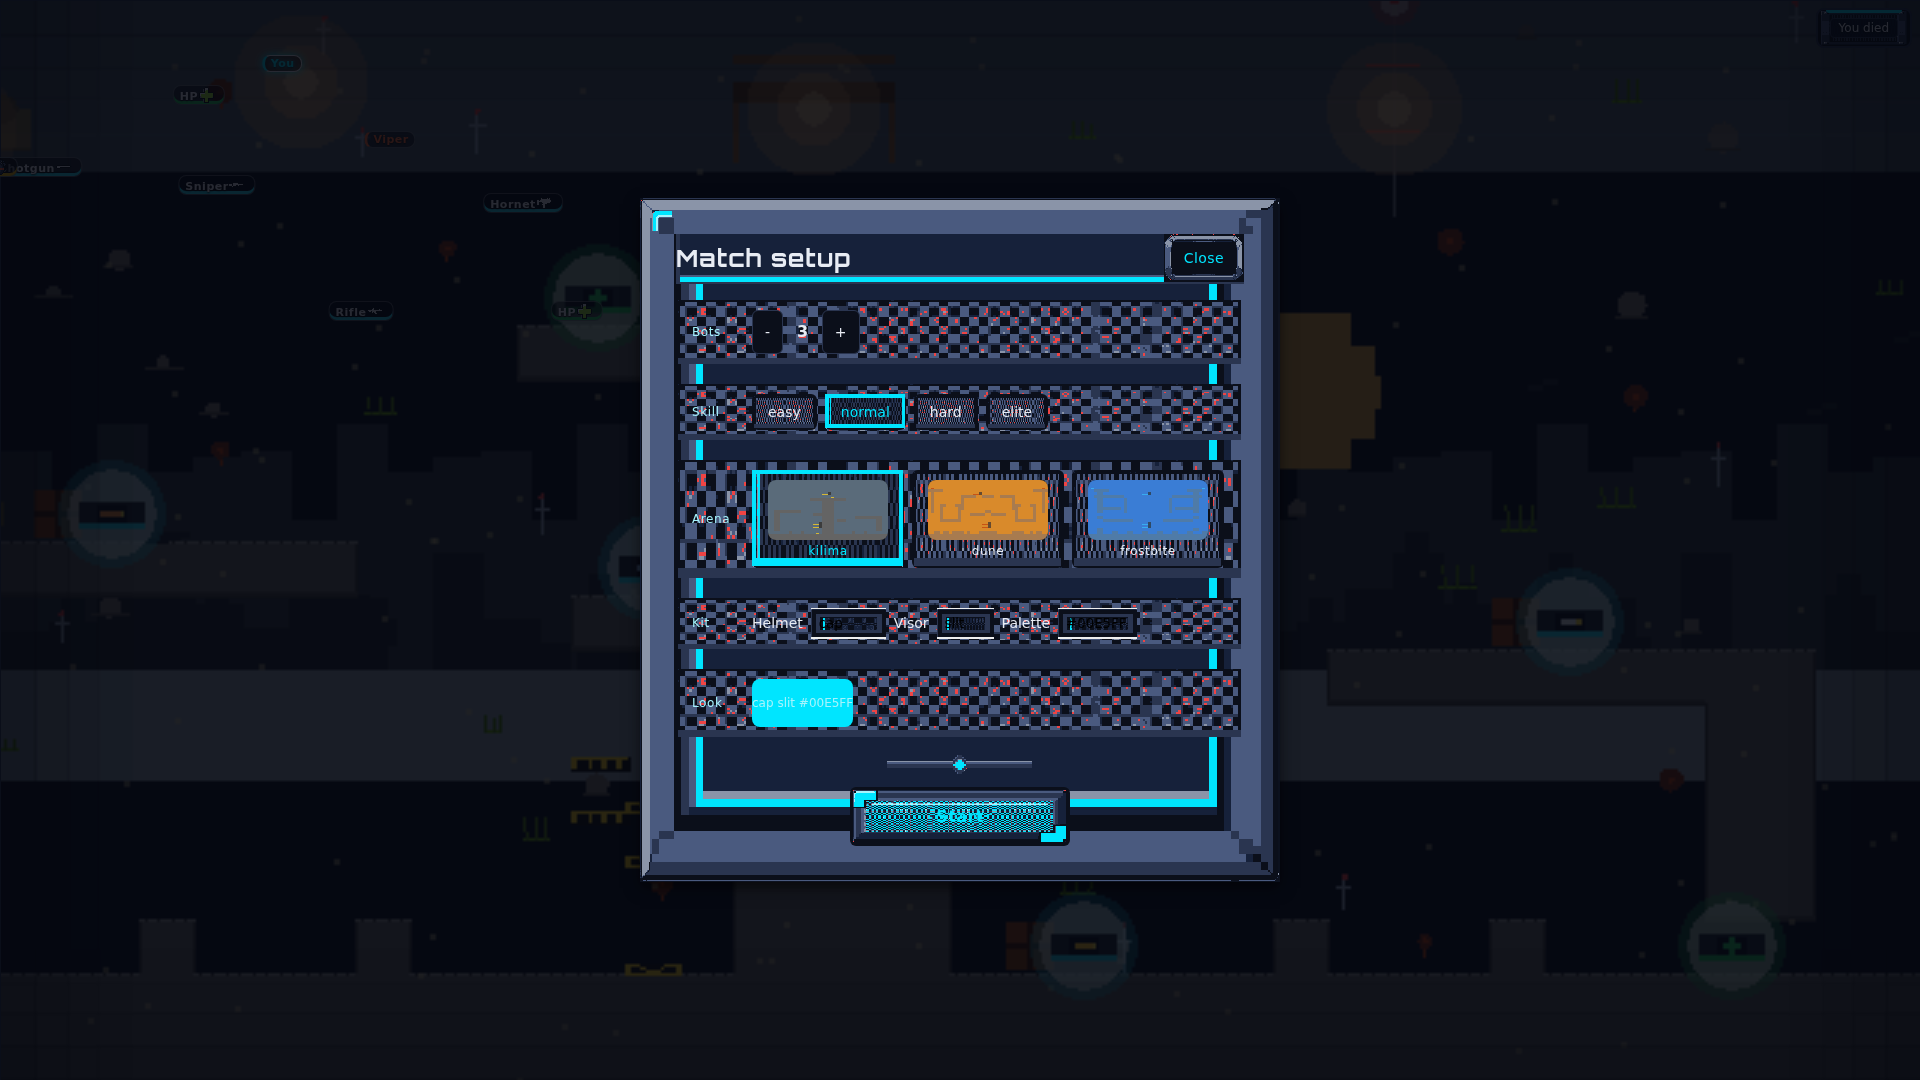 You died
You
HP
Viper
otgun
Sniper
Hornet
Rifle
HP
Match setup
Close
Bots - 3 +
Skill easy normal hard elite
Arena kilima dune frostbite
Kit Helmet Visor Palette
Look cap slit #00E5FF
Start